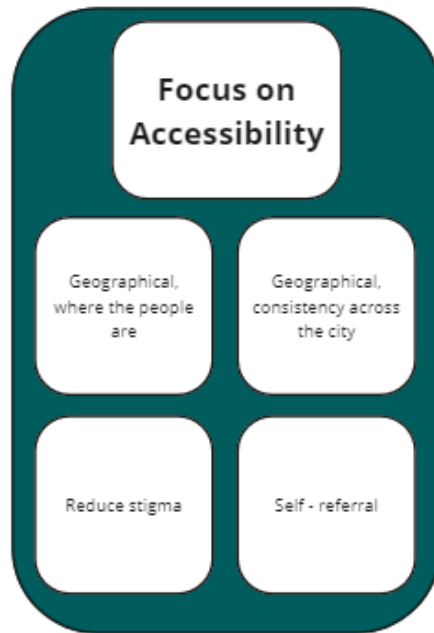 Focus on
Accessibility
Geographical,
where the people
are
Geographical,
consistency across
the city
Reduce stigma
Self - referral